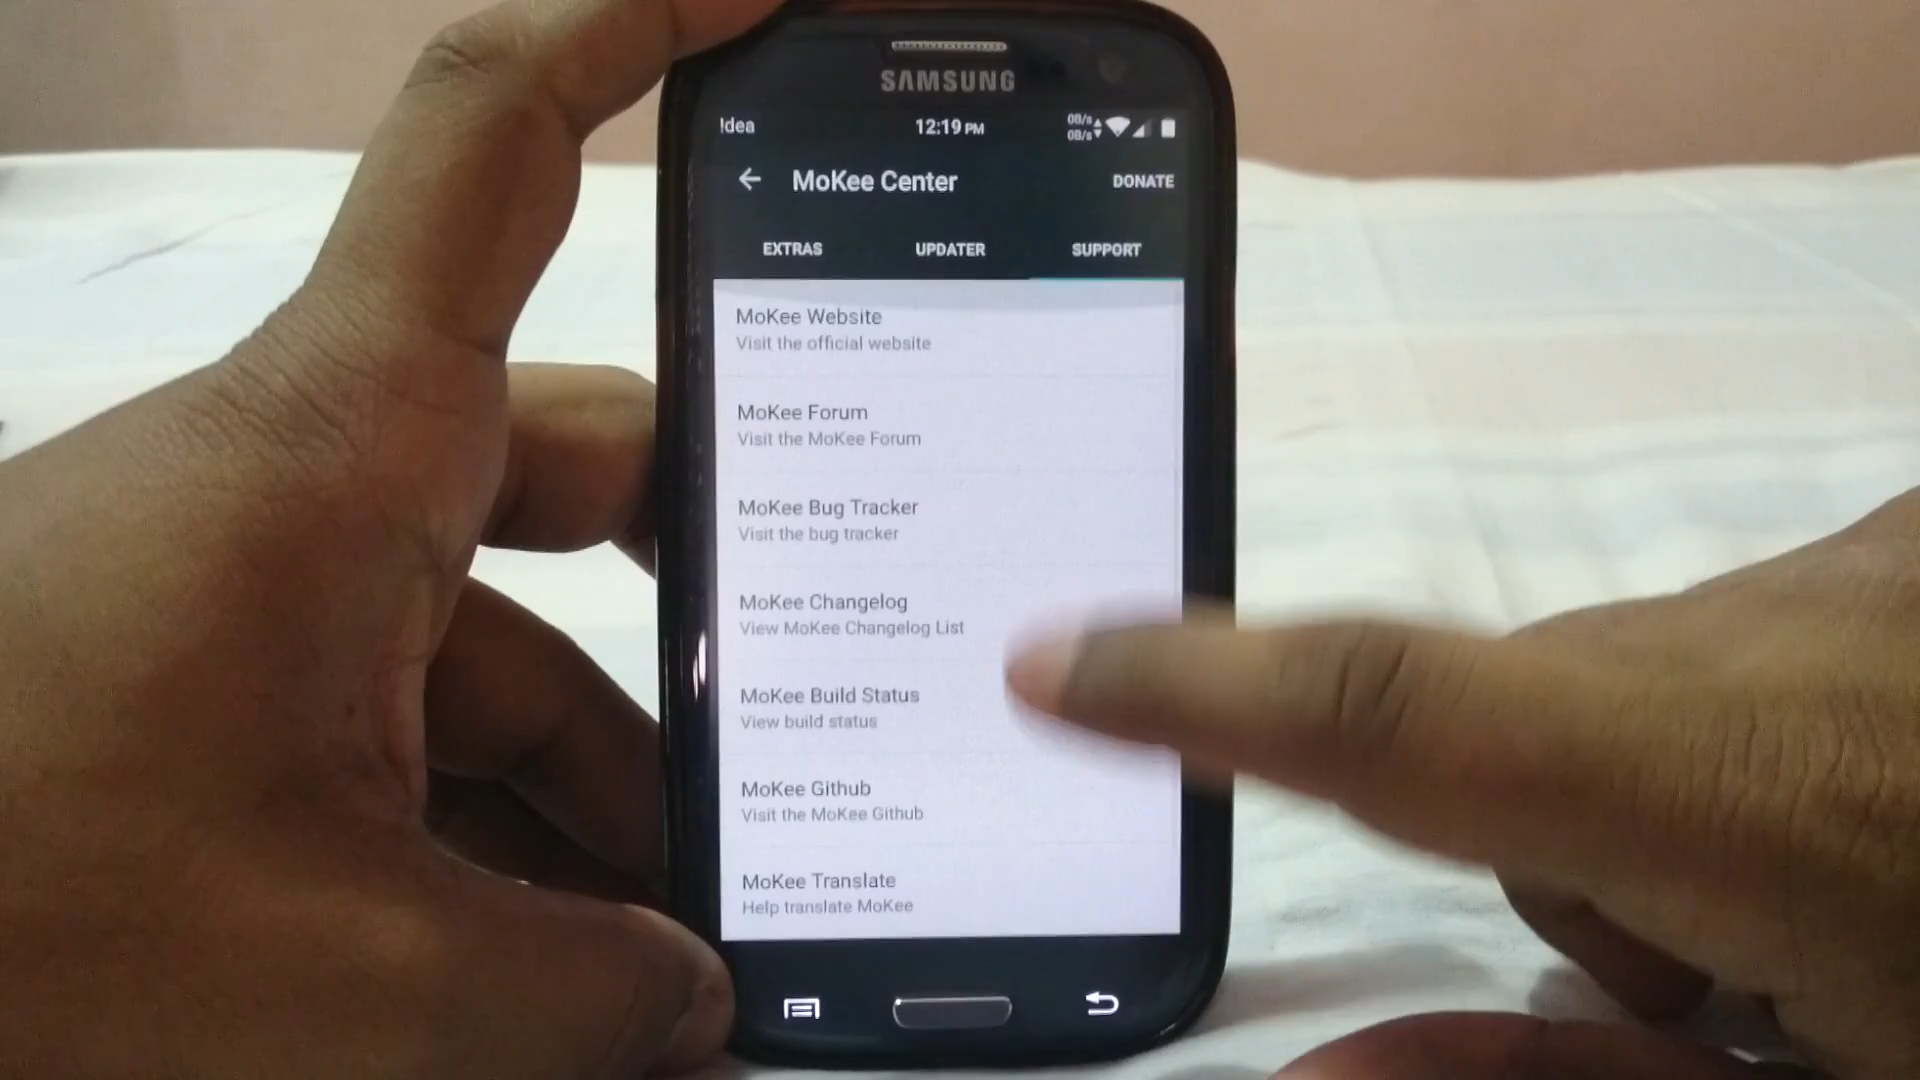 SAMSUNG
!dea 12:19 PM 0B/s
0B/s
MoKee Center DONATE
EXTRAS UPDATER SUPPORT
MoKee Website
Visit the official website
MoKee Forum
Visit the MoKee Forum
MoKee Bug Tracker
Visit the bug tracker
MoKee Changelog
View MoKee Changelog List
MoKee Build Status
View build status
MoKee Github
Visit the MoKee Github
MoKee Translate
Help translate MoKee